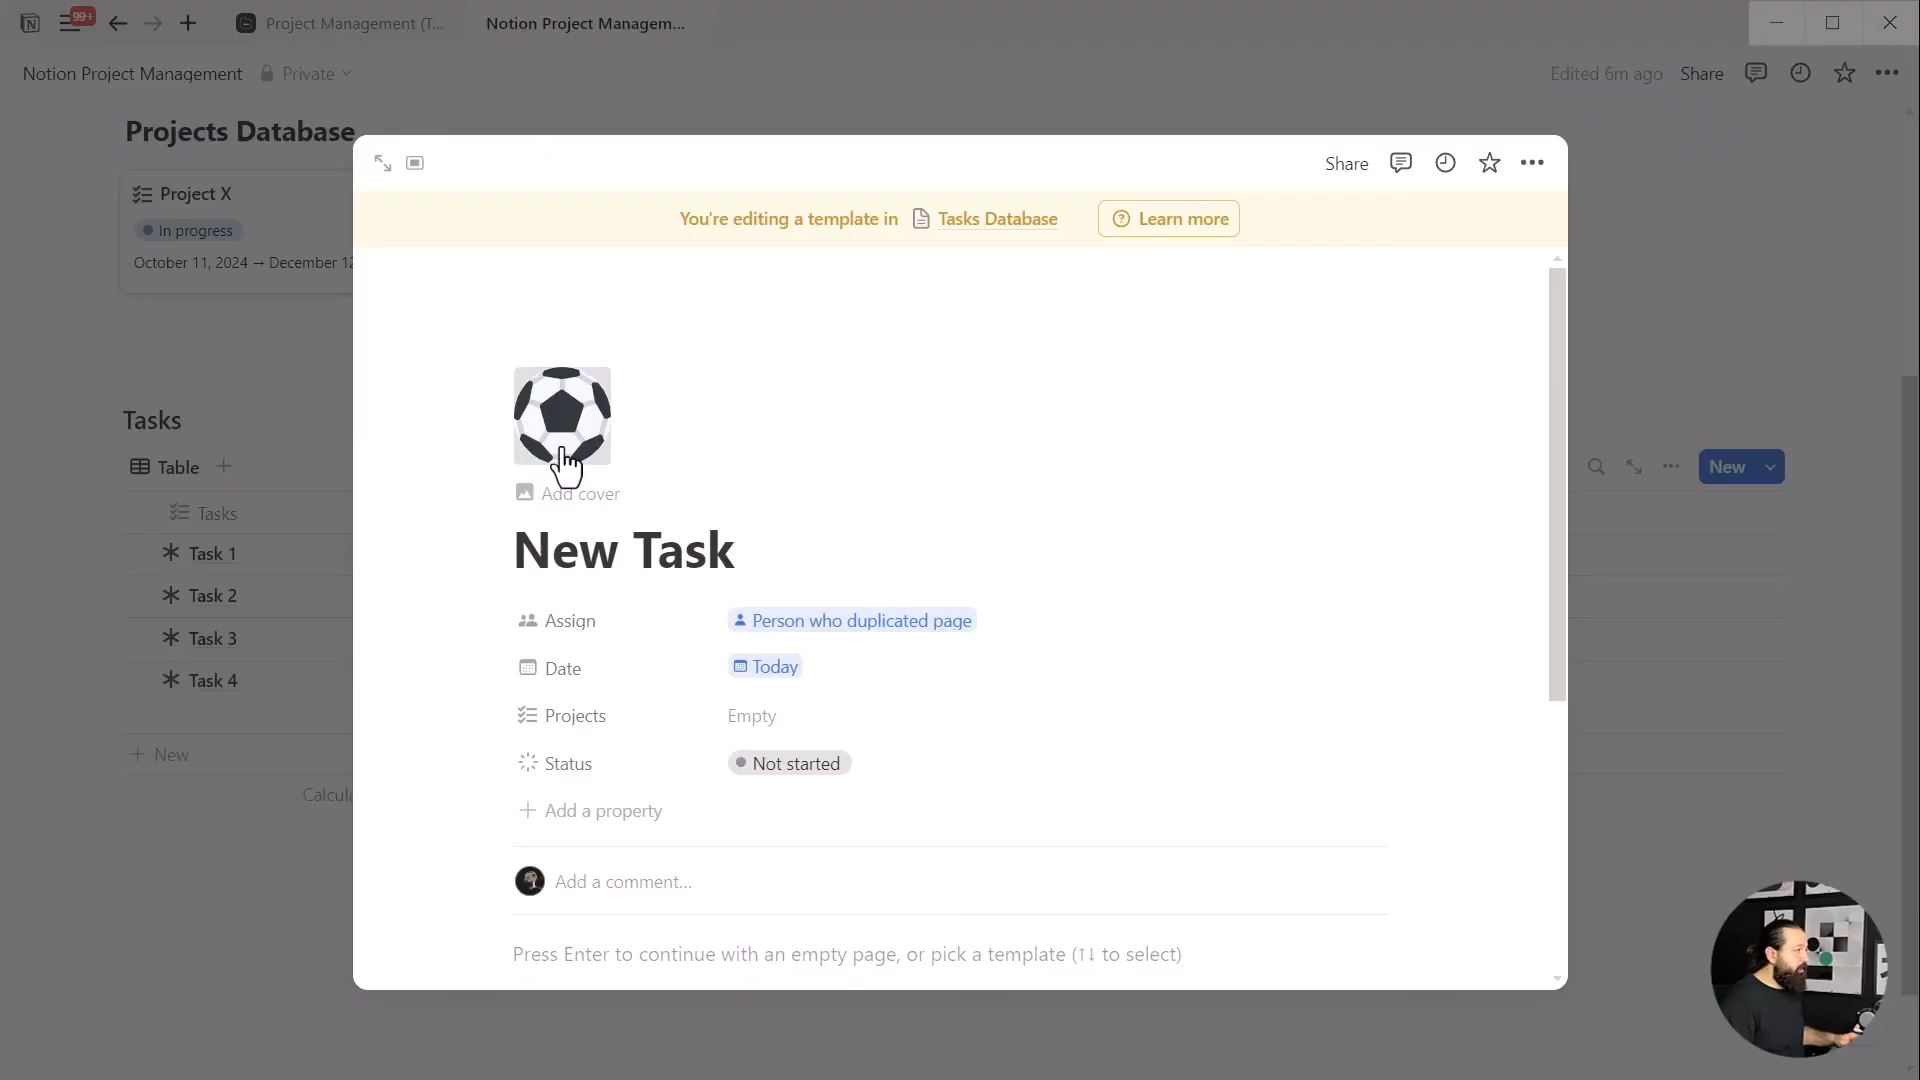 99+
Project Management (T...
Notion Project Managem...
Notion Project Management
Private
Edited 6m ago
Share
Projects Database
Project X
In progress
October 11, 2024 → December 12
Share
You're editing a template in
Tasks Database
Learn more
Add cover
New Task
Assign
Person who duplicated page
Date
Today
Projects
Empty
Status
Not started
Add a property
Add a comment...
Press Enter to continue with an empty page, or pick a template (↑↓ to select)
Tasks
Table
New
Tasks
Task 1
Task 2
Task 3
Task 4
New